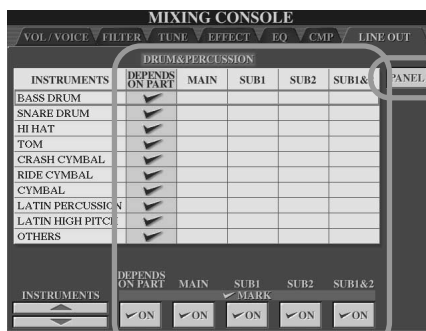 MIXING CONSOLE
VOL / VOICE FILTER TUNE EFFECT EQ CMP LINE OUT
DRUM&PERCUSSION
INSTRUMENTS DEPENDS ON PART MAIN SUB1 SUB2 SUB1&2 PANEL
BASS DRUM
SNARE DRUM
HI HAT
TOM
CRASH CYMBAL
RIDE CYMBAL
CYMBAL
LATIN PERCUSSION
LATIN HIGH PITCH
OTHERS
INSTRUMENTS DEPENDS ON PART MAIN SUB1 SUB2 SUB1&2
MARK
ON ON ON ON ON